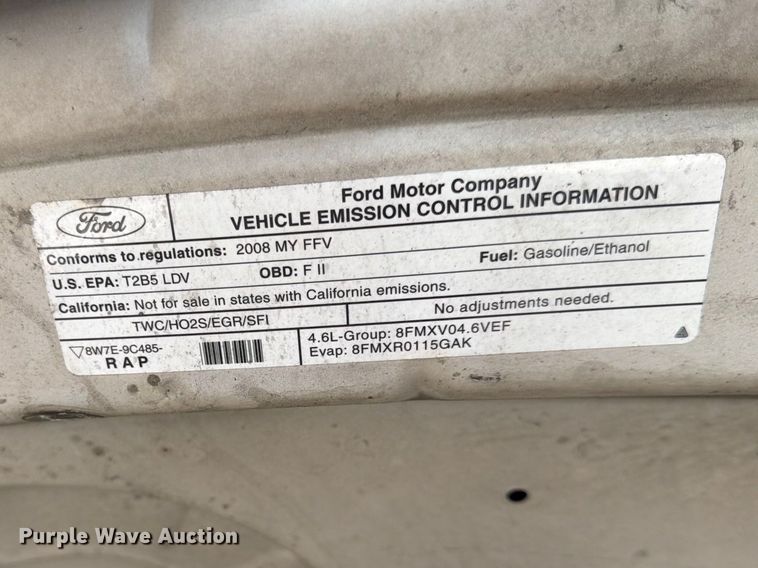 Ford
Ford Motor Company
VEHICLE EMISSION CONTROL INFORMATION
Conforms to regulations: 2008 MY FFV
U.S. EPA: T2B5 LDV OBD: F II Fuel: Gasoline/Ethanol
California: Not for sale in states with California emissions.
TWC/HO2S/EGR/SFI No adjustments needed.
8W7E-9C485-
R A P
4.6L-Group: 8FMXV04.6VEF
Evap: 8FMXR0115GAK
Purple Wave Auction